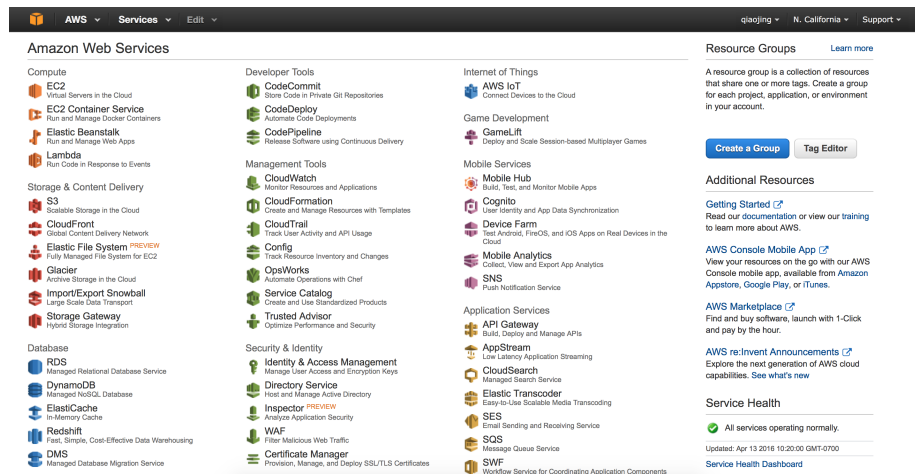 AWS Services Edit qiaojing N. California Support
Amazon Web Services
Compute
EC2
Virtual Servers in the Cloud
EC2 Container Service
Run and Manage Docker Containers
Elastic Beanstalk
Run and Manage Web Apps
Lambda
Run Code in Response to Events
Storage & Content Delivery
S3
Scalable Storage in the Cloud
CloudFront
Global Content Delivery Network
Elastic File System PREVIEW
Fully Managed File System for EC2
Glacier
Archive Storage in the Cloud
Import/Export Snowball
Large Scale Data Transport
Storage Gateway
Hybrid Storage Integration
Database
RDS
Managed Relational Database Service
DynamoDB
Managed NoSQL Database
ElastiCache
In-Memory Cache
Redshift
Fast, Simple, Cost-Effective Data Warehousing
DMS
Managed Database Migration Service
Developer Tools
CodeCommit
Store Code in Private Git Repositories
CodeDeploy
Automate Code Deployments
CodePipeline
Release Software using Continuous Delivery
Management Tools
CloudWatch
Monitor Resources and Applications
CloudFormation
Create and Manage Resources with Templates
CloudTrail
Track User Activity and API Usage
Config
Track Resource Inventory and Changes
OpsWorks
Automate Operations with Chef
Service Catalog
Create and Use Standardized Products
Trusted Advisor
Optimize Performance and Security
Security & Identity
Identity & Access Management
Manage User Access and Encryption Keys
Directory Service
Host and Manage Active Directory
Inspector PREVIEW
Analyze Application Security
WAF
Filter Malicious Web Traffic
Certificate Manager
Provision, Manage, and Deploy SSL/TLS Certificates
Internet of Things
AWS IoT
Connect Devices to the Cloud
Game Development
GameLift
Deploy and Scale Session-based Multiplayer Games
Mobile Services
Mobile Hub
Build, Test, and Monitor Mobile Apps
Cognito
User Identity and App Data Synchronization
Device Farm
Test Android, FireOS, and iOS Apps on Real Devices in the
Cloud
Mobile Analytics
Collect, View and Export App Analytics
SNS
Push Notification Service
Application Services
API Gateway
Build, Deploy and Manage APIs
AppStream
Low Latency Application Streaming
CloudSearch
Managed Search Service
Elastic Transcoder
Easy-to-Use Scalable Media Transcoding
SES
Email Sending and Receiving Service
SQS
Message Queue Service
SWF
Workflow Service for Coordinating Application Components
Resource Groups Learn more
A resource group is a collection of resources
that share one or more tags. Create a group
for each project, application, or environment
in your account.
Create a Group Tag Editor
Additional Resources
Getting Started
Read our documentation or view our training
to learn more about AWS.
AWS Console Mobile App
View your resources on the go with our AWS
Console mobile app, available from Amazon
Appstore, Google Play, or iTunes.
AWS Marketplace
Find and buy software, launch with 1-Click
and pay by the hour.
AWS re:Invent Announcements
Explore the next generation of AWS cloud
capabilities. See what's new
Service Health
All services operating normally.
Updated: Apr 13 2016 10:20:00 GMT-0700
Service Health Dashboard